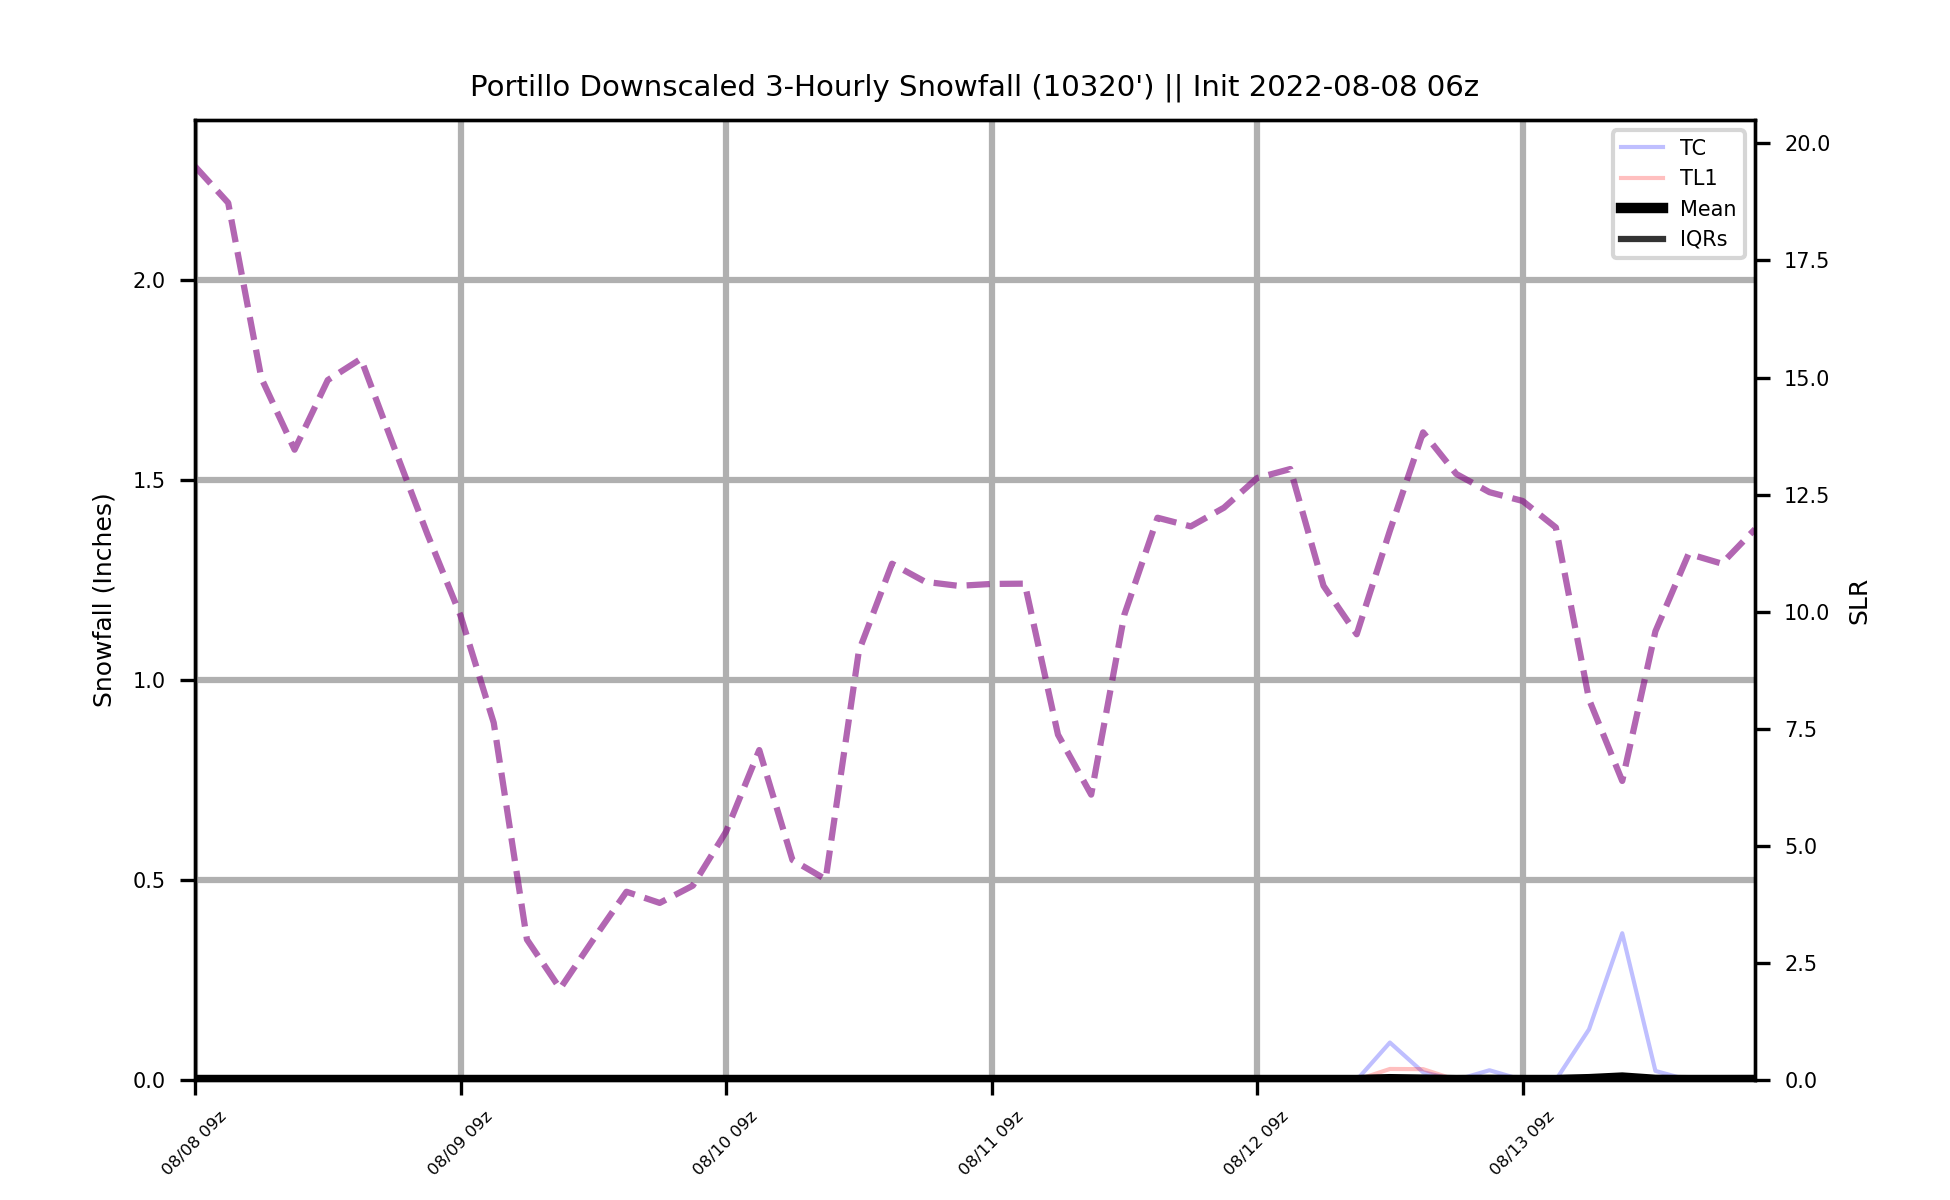 Portillo Downscaled 3-Hourly Snowfall (10320') || Init 2022-08-08 06z
TC
TL1
Mean
IQRs
Snowfall (Inches)
2.0
1.5
1.0
0.5
0.0
20.0
17.5
15.0
12.5
10.0
7.5
5.0
2.5
0.0
SLR
08/08 09z
08/09 09z
08/10 09z
08/11 09z
08/12 09z
08/13 09z